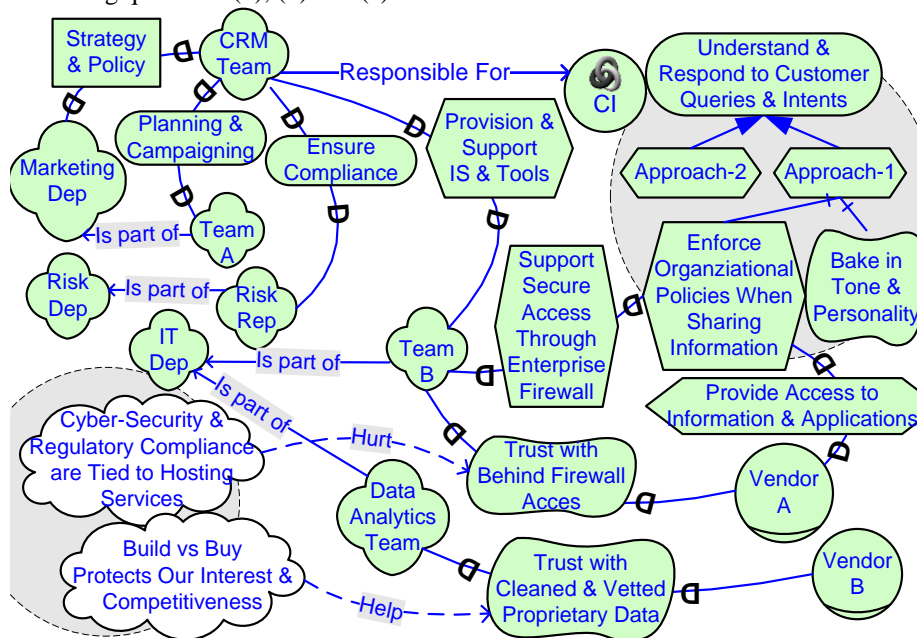 Strategy
& Policy
CRM
Team
Responsible For
CI
Understand &
Respond to Customer
Queries & Intents
Planning &
Campaigning
Ensure
Compliance
Provision &
Support
IS & Tools
Approach-2
Approach-1
Marketing
Dep
Is part of
Team
A
Support
Secure
Access
Through
Enterprise
Firewall
Enforce
Organziational
Policies When
Sharing
Information
Bake in
Tone &
Personality
Risk
Dep
Is part of
Risk
Rep
IT
Dep
Is part of
Team
B
Is part of
Provide Access to
Information & Applications
Cyber-Security &
Regulatory Compliance
are Tied to Hosting
Services
Hurt
Trust with
Behind Firewall
Acces
Vendor
A
Data
Analytics
Team
Build vs Buy
Protects Our Interest &
Competitiveness
Help
Trust with
Cleaned & Vetted
Proprietary Data
Vendor
B